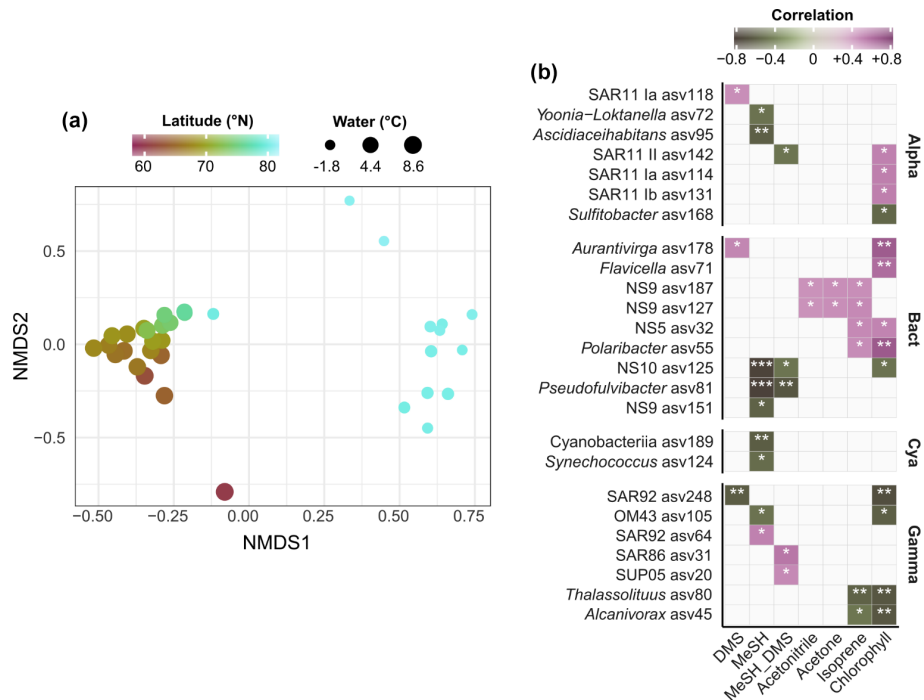 (a)
Latitude (°N)
60 70 80
Water (°C)
-1.8 4.4 8.6
0.5
0.0
−0.5
NMDS2
−0.50 −0.25 0.00 0.25 0.50 0.75
NMDS1
(b)
Correlation
−0.8 −0.4 0 +0.4 +0.8
SAR11 Ia asv118 *
Yoonia−Loktanella asv72 *
Ascidiaceihabitans asv95 **
SAR11 II asv142 * *
SAR11 Ia asv114 *
SAR11 Ib asv131 *
Sulfitobacter asv168 *
Alpha
Aurantivirga asv178 * **
Flavicella asv71 **
NS9 asv187 * * *
NS9 asv127 * * *
NS5 asv32 * *
Polaribacter asv55 * **
NS10 asv125 *** * *
Pseudofulvibacter asv81 *** **
NS9 asv151 *
Bact
Cyanobacteriia asv189 **
Synechococcus asv124 *
Cya
SAR92 asv248 ** **
OM43 asv105 * *
SAR92 asv64 *
SAR86 asv31 *
SUP05 asv20 *
Thalassolituus asv80 ** **
Alcanivorax asv45 * **
Gamma
DMS
MeSH
MeSH_DMS
Acetonitrile
Acetone
Isoprene
Chlorophyll